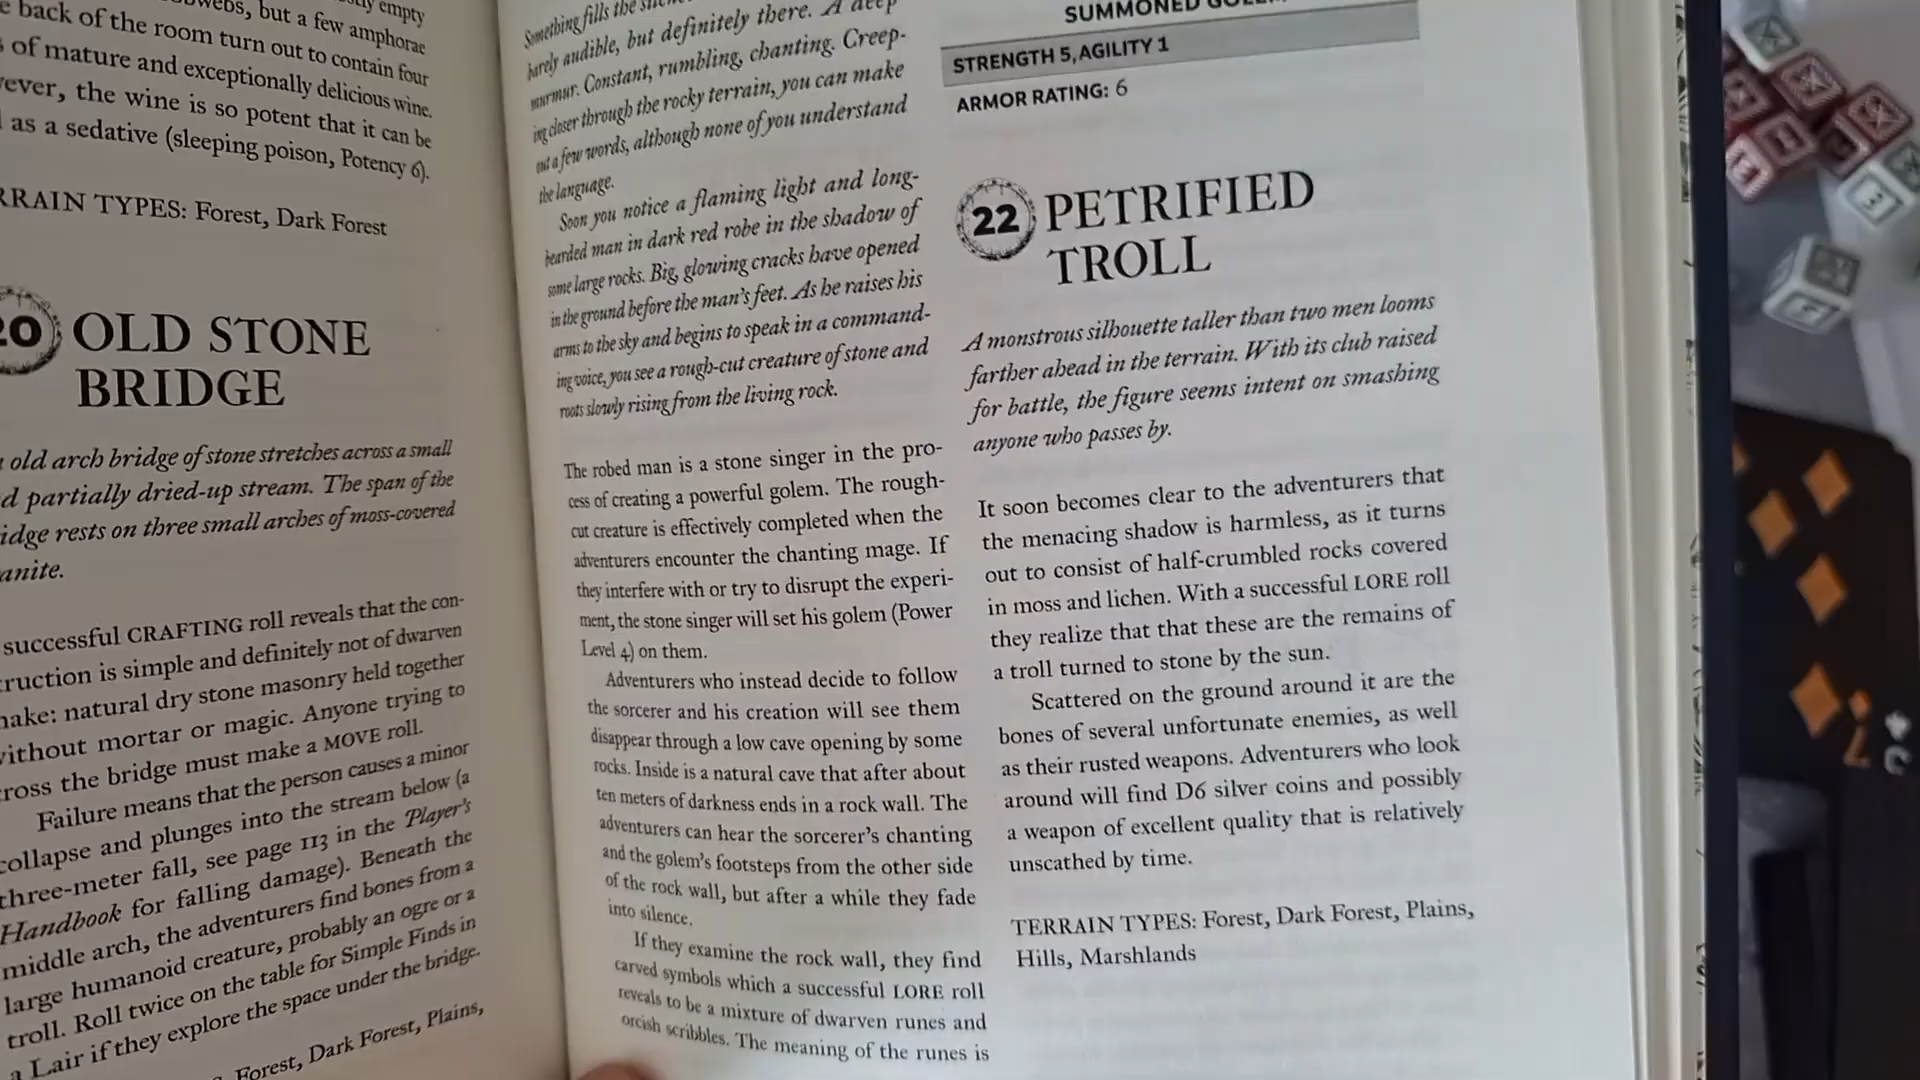 empty
but a few amphorae
back of the room turn out to contain four
of mature and exceptionally delicious wine.
the wine is so potent that it can be
as a sedative (sleeping poison, Potency 6).
TYPES: Forest, Dark Forest
20 OLD STONE
BRIDGE
old arch bridge of stone stretches across a small
partially dried-up stream. The span of the
rests on three small arches of moss-covered
successful CRAFTING roll reveals that the con-
is simple and definitely not of dwarven
natural dry stone masonry held together
without mortar or magic. Anyone trying to
the bridge must make a MOVE roll.
Failure means that the person causes a minor
collapse and plunges into the stream below (a
three-meter fall, see page 113 in the Player's
Handbook for falling damage). Beneath the
middle arch, the adventurers find bones from a
large humanoid creature, probably an ogre or a
troll. Roll twice on the table for Simple Finds in
a Lair if they explore the space under the bridge.
Forest, Dark Forest, Plains,
Something fills the
barely audible, but definitely there. A deep
murmur. Constant, rumbling, chanting. Creep-
ing closer through the rocky terrain, you can make
out a few words, although none of you understand
the language.
Soon you notice a flaming light and long-
bearded man in dark red robe in the shadow of
some large rocks. Big, glowing cracks have opened
in the ground before the man's feet. As he raises his
arms to the sky and begins to speak in a command-
ing voice, you see a rough-cut creature of stone and
roots slowly rising from the living rock.
The robed man is a stone singer in the pro-
cess of creating a powerful golem. The rough-
cut creature is effectively completed when the
adventurers encounter the chanting mage. If
they interfere with or try to disrupt the experi-
ment, the stone singer will set his golem (Power
Level 4) on them.
Adventurers who instead decide to follow
the sorcerer and his creation will see them
disappear through a low cave opening by some
rocks. Inside is a natural cave that after about
ten meters of darkness ends in a rock wall. The
adventurers can hear the sorcerer's chanting
and the golem's footsteps from the other side
of the rock wall, but after a while they fade
into silence.
If they examine the rock wall, they find
carved symbols which a successful LORE roll
reveals to be a mixture of dwarven runes and
orcish scribbles. The meaning of the runes is
SUMMONED
STRENGTH 5, AGILITY 1
ARMOR RATING: 6
22 PETRIFIED
TROLL
A monstrous silhouette taller than two men looms
farther ahead in the terrain. With its club raised
for battle, the figure seems intent on smashing
anyone who passes by.
It soon becomes clear to the adventurers that
the menacing shadow is harmless, as it turns
out to consist of half-crumbled rocks covered
in moss and lichen. With a successful LORE roll
they realize that that these are the remains of
a troll turned to stone by the sun.
Scattered on the ground around it are the
bones of several unfortunate enemies, as well
as their rusted weapons. Adventurers who look
around will find D6 silver coins and possibly
a weapon of excellent quality that is relatively
unscathed by time.
TERRAIN TYPES: Forest, Dark Forest, Plains,
Hills, Marshlands